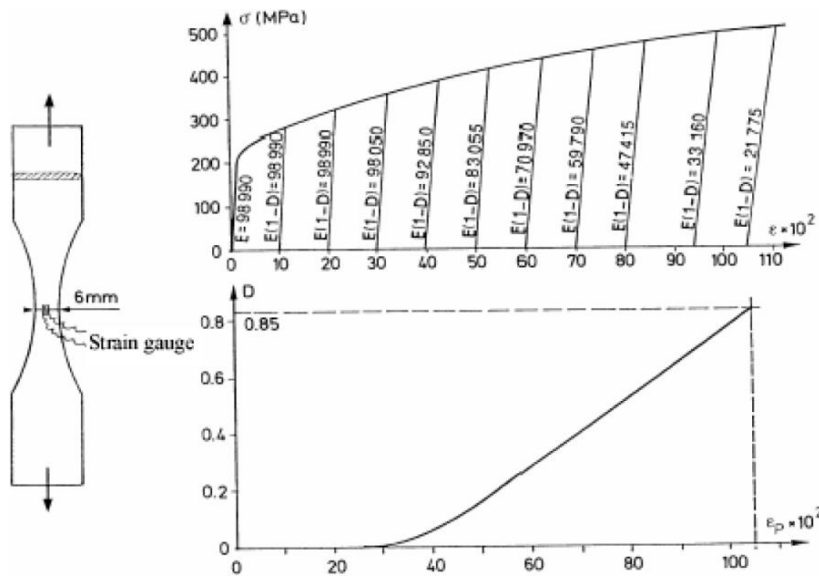 σ (MPa)
500
400
300
200
100
0
E = 98 990
E(1-D) = 98 990
E(1-D) = 98 990
E(1-D) = 98 050
E(1-D) = 92 850
E(1-D) = 83 055
E(1-D) = 70 970
E(1-D) = 59 790
E(1-D) = 47 415
E(1-D) = 33 160
E(1-D) = 21 775
ε * 10²
0 10 20 30 40 50 60 70 80 90 100 110
6mm
Strain gauge
D
0.85
0.8
0.6
0.4
0.2
0
εp * 10²
0 20 40 60 80 100